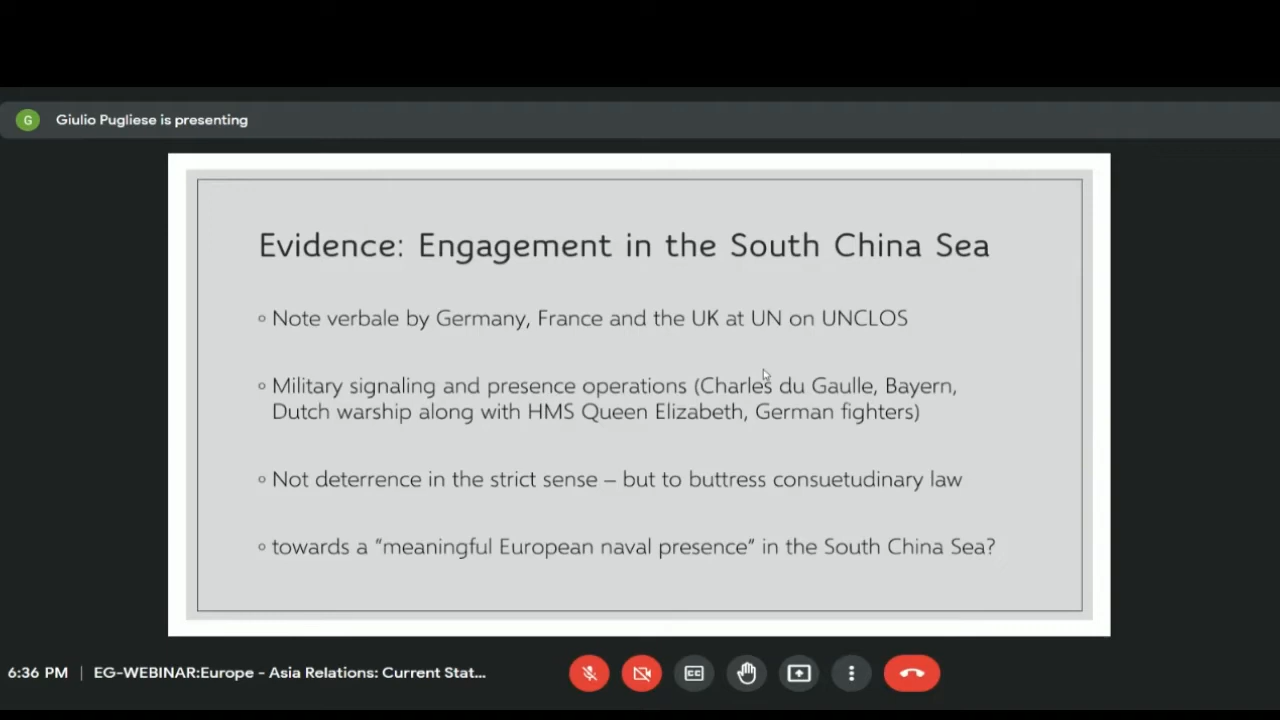 G Giulio Pugliese is presenting
Evidence: Engagement in the South China Sea
Note verbale by Germany, France and the UK at UN on UNCLOS
Military signaling and presence operations (Charles du Gaulle, Bayern,
Dutch warship along with HMS Queen Elizabeth, German fighters)
Not deterrence in the strict sense – but to buttress consuetudinary law
towards a "meaningful European naval presence" in the South China Sea?
6:36 PM | EG-WEBINAR:Europe - Asia Relations: Current Stat...
CC